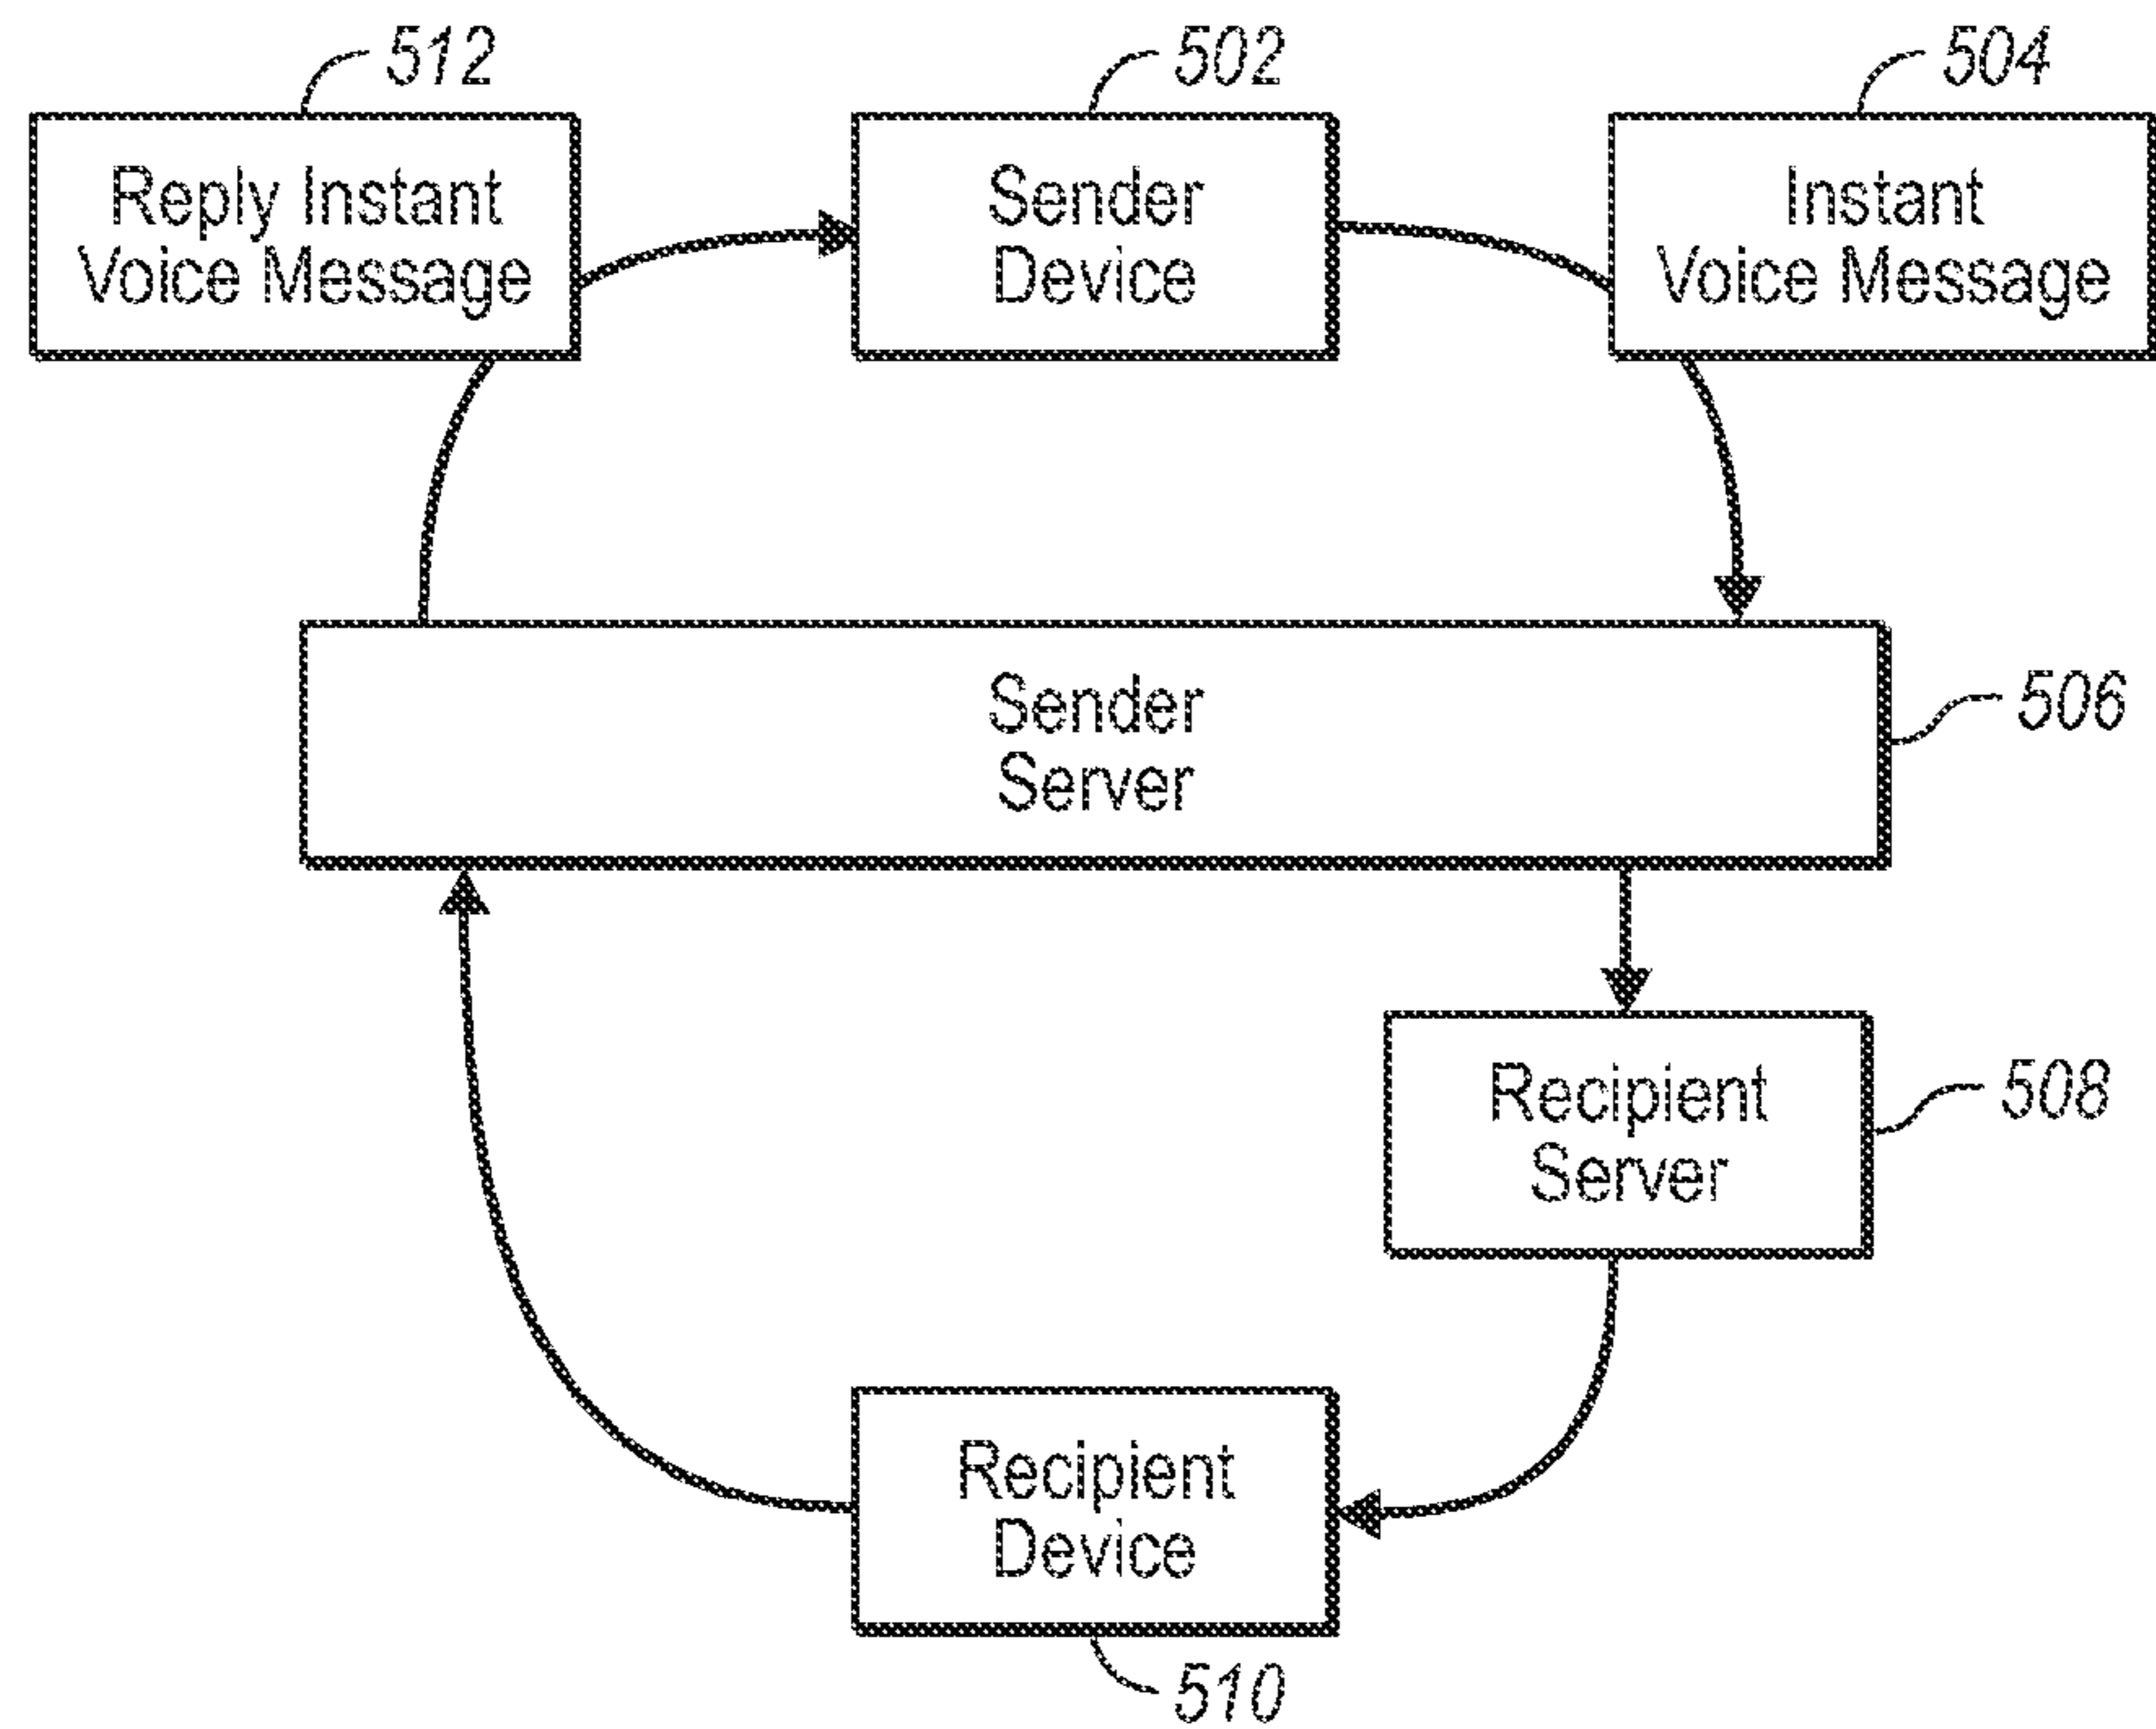 512
502
504
Reply Instant
Voice Message
Sender
Device
Instant
Voice Message
Sender
Server
506
Recipient
Server
508
Recipient
Device
510